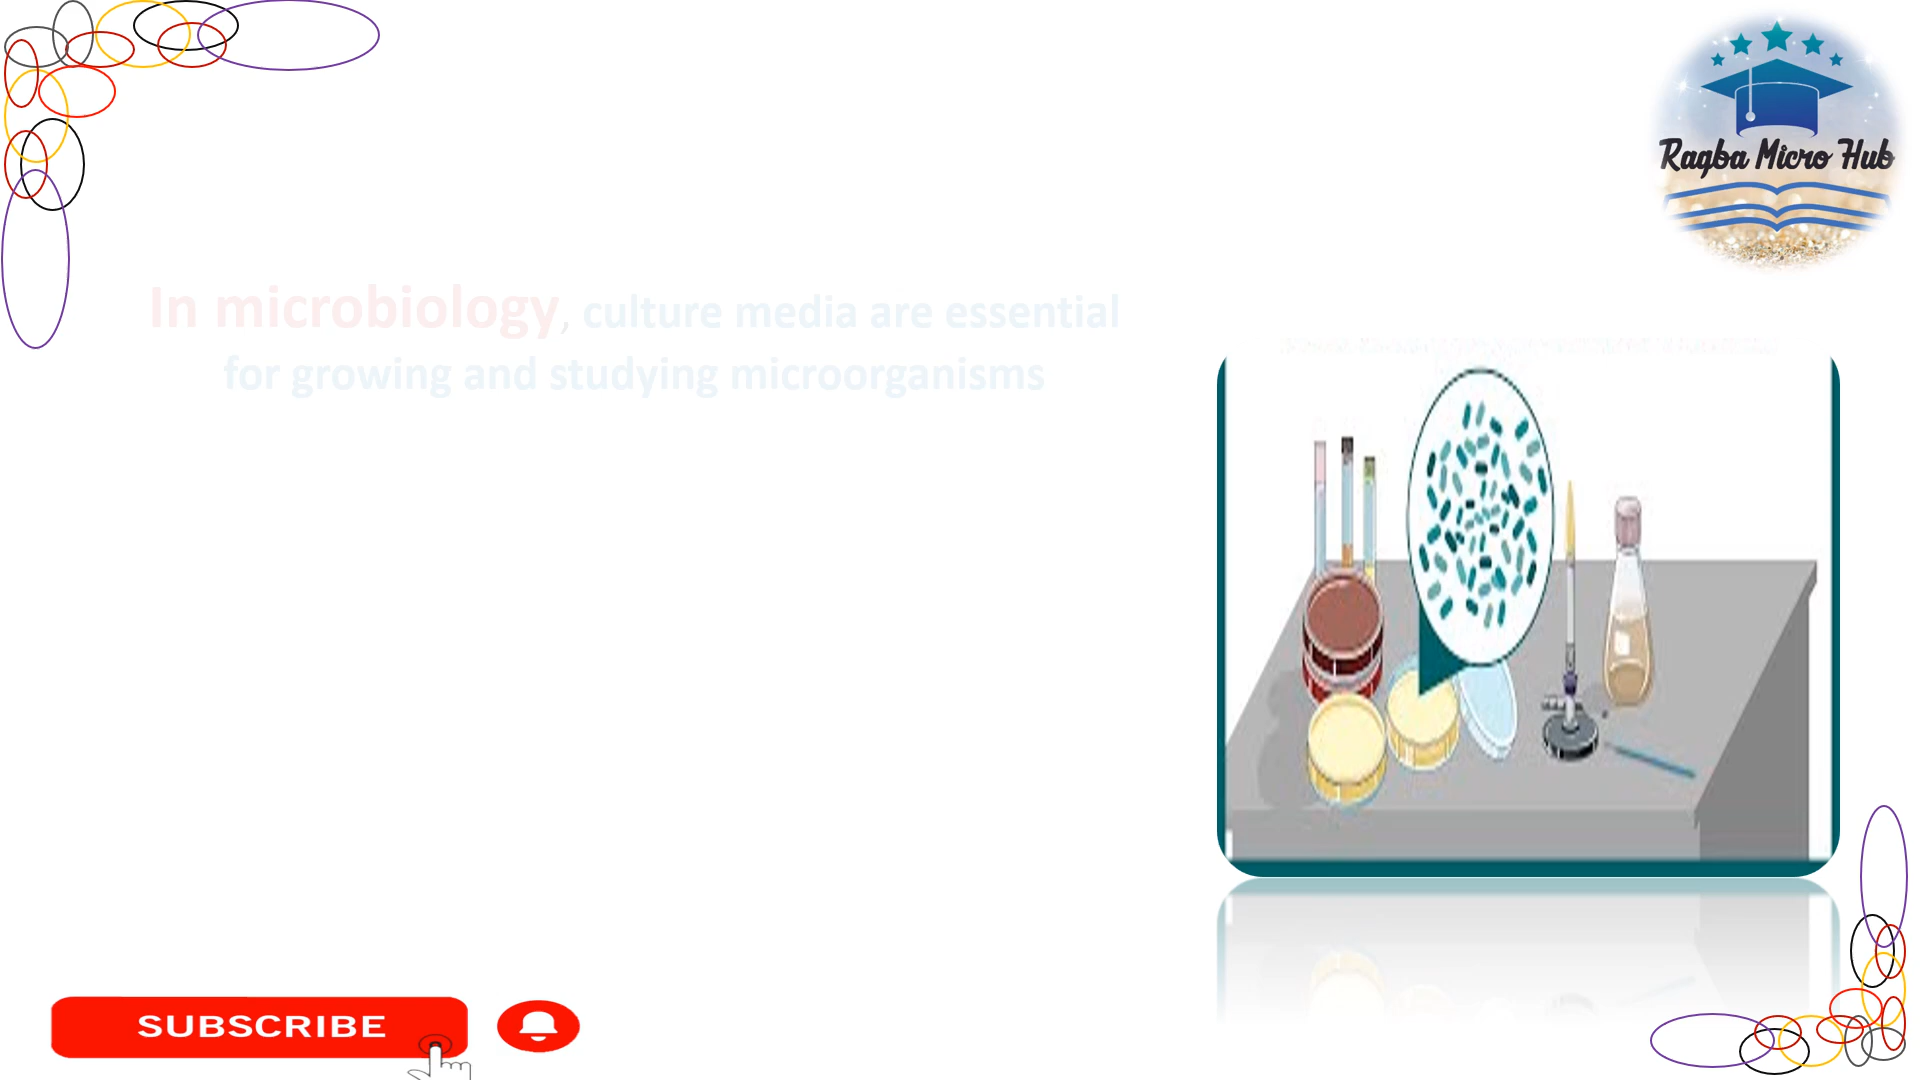 Ragba Micro Hub
In microbiology, culture media are essential
for growing and studying microorganisms
SUBSCRIBE